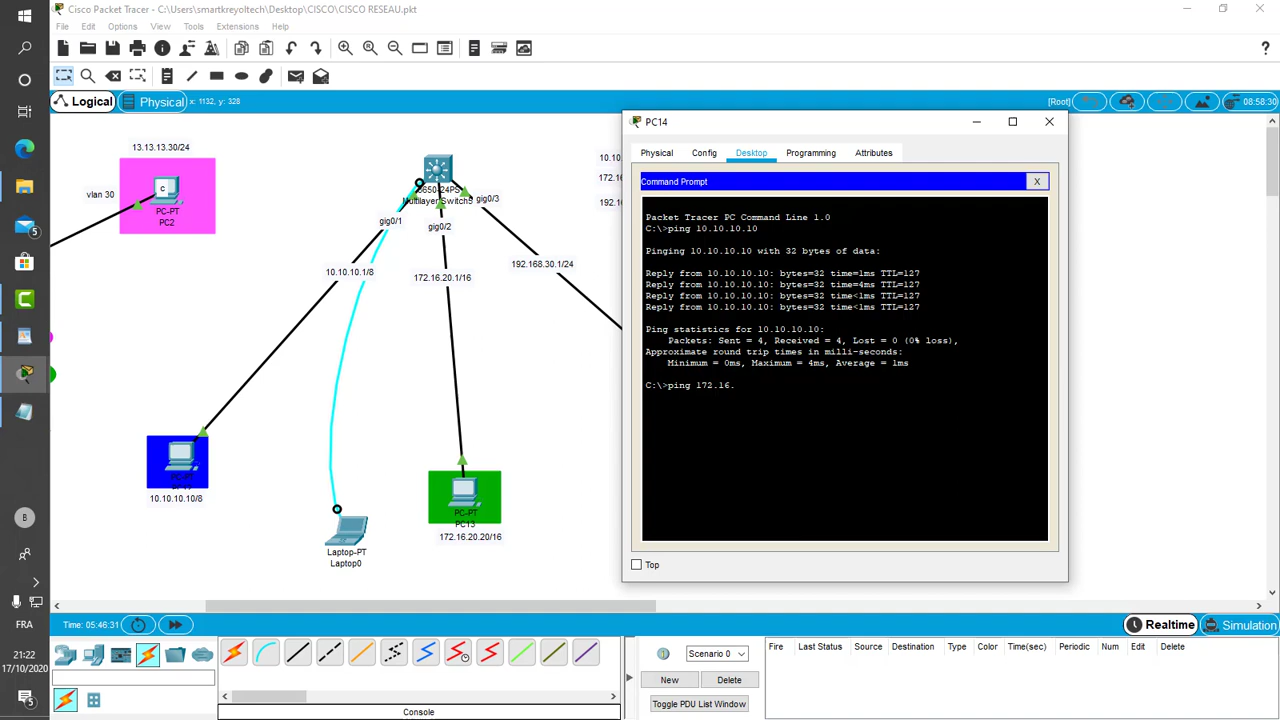 Cisco Packet Tracer - C:\Users\smartkreyoltech\Desktop\CISCO\CISCO RESEAU.pkt
File Edit Options View Tools Extensions Help
Logical Physical x: 1132, y: 328 [Root] 08:58:30
13.13.13.30/24
vlan 30
c
PC-PT
PC2
3650-24PS
Multilayer Switch5
gig0/1
gig0/2
gig0/3
10.10.10.1/8
172.16.20.1/16
192.168.30.1/24
10.10
172.16
192.1
10.10.10.10/8
Laptop-PT
Laptop0
PC-PT
PC13
172.16.20.20/16
PC14
Physical Config Desktop Programming Attributes
Command Prompt X
Packet Tracer PC Command Line 1.0
C:\>ping 10.10.10.10
Pinging 10.10.10.10 with 32 bytes of data:
Reply from 10.10.10.10: bytes=32 time=1ms TTL=127
Reply from 10.10.10.10: bytes=32 time=4ms TTL=127
Reply from 10.10.10.10: bytes=32 time<1ms TTL=127
Reply from 10.10.10.10: bytes=32 time<1ms TTL=127
Ping statistics for 10.10.10.10:
Packets: Sent = 4, Received = 4, Lost = 0 (0% loss),
Approximate round trip times in milli-seconds:
Minimum = 0ms, Maximum = 4ms, Average = 1ms
C:\>ping 172.16.
Top
Time: 05:46:31
Realtime Simulation
Console
Scenario 0
New Delete
Toggle PDU List Window
Fire Last Status Source Destination Type Color Time(sec) Periodic Num Edit Delete
5
B
FRA
21:22
17/10/2020
5